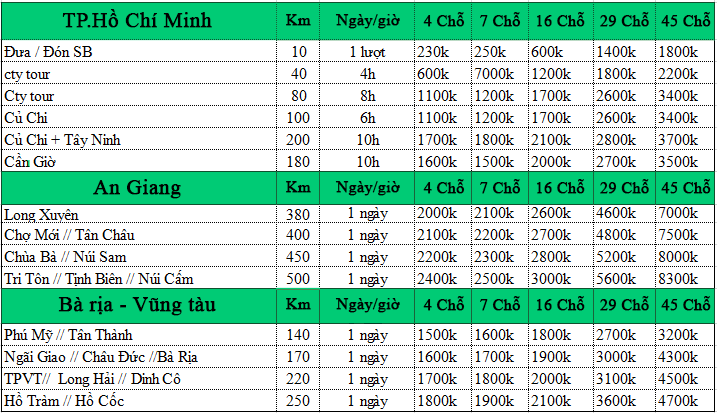 TP.Hồ Chí Minh Km Ngày/giờ 4 Chỗ 7 Chỗ 16 Chỗ 29 Chỗ 45 Chỗ
Đưa / Đón SB 10 1 lượt 230k 250k 600k 1400k 1800k
cty tour 40 4h 600k 7000k 1200k 1800k 2200k
Cty tour 80 8h 1100k 1200k 1700k 2600k 3400k
Củ Chi 100 6h 1100k 1200k 1700k 2600k 3400k
Củ Chi + Tây Ninh 200 10h 1700k 1800k 2100k 2800k 3700k
Cần Giờ 180 10h 1600k 1500k 2000k 2700k 3500k
An Giang Km Ngày/giờ 4 Chỗ 7 Chỗ 16 Chỗ 29 Chỗ 45 Chỗ
Long Xuyên 380 1 ngày 2000k 2100k 2600k 4600k 7000k
Chợ Mới // Tân Châu 400 1 ngày 2100k 2200k 2700k 4800k 7500k
Chùa Bà // Núi Sam 450 1 ngày 2200k 2300k 2800k 5200k 8000k
Tri Tôn // Tịnh Biên // Núi Cấm 500 1 ngày 2400k 2500k 3000k 5600k 8300k
Bà rịa - Vũng tàu Km Ngày/giờ 4 Chỗ 7 Chỗ 16 Chỗ 29 Chỗ 45 Chỗ
Phú Mỹ // Tân Thành 140 1 ngày 1500k 1600k 1800k 2700k 3200k
Ngãi Giao // Châu Đức //Bà Rịa 170 1 ngày 1600k 1700k 1900k 3000k 4300k
TPVT// Long Hải // Dinh Cô 220 1 ngày 1700k 1800k 2000k 3100k 4500k
Hồ Tràm // Hồ Cốc 250 1 ngày 1800k 1900k 2100k 3600k 4700k